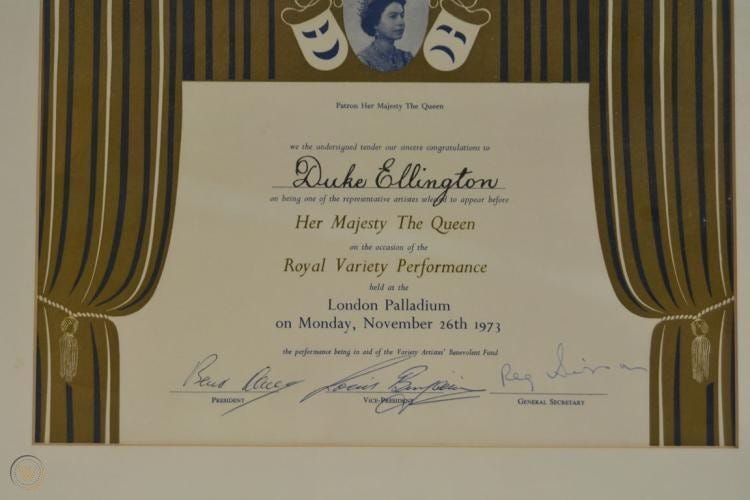 Patron Her Majesty The Queen
we the undersigned tender our sincere congratulations to
Duke Ellington
on being one of the representative artistes selected to appear before
Her Majesty The Queen
on the occasion of the
Royal Variety Performance
held at the
London Palladium
on Monday, November 26th 1973
the performance being in aid of the Variety Artistes' Benevolent Fund
PRESIDENT
VICE-PRESIDENT
GENERAL SECRETARY